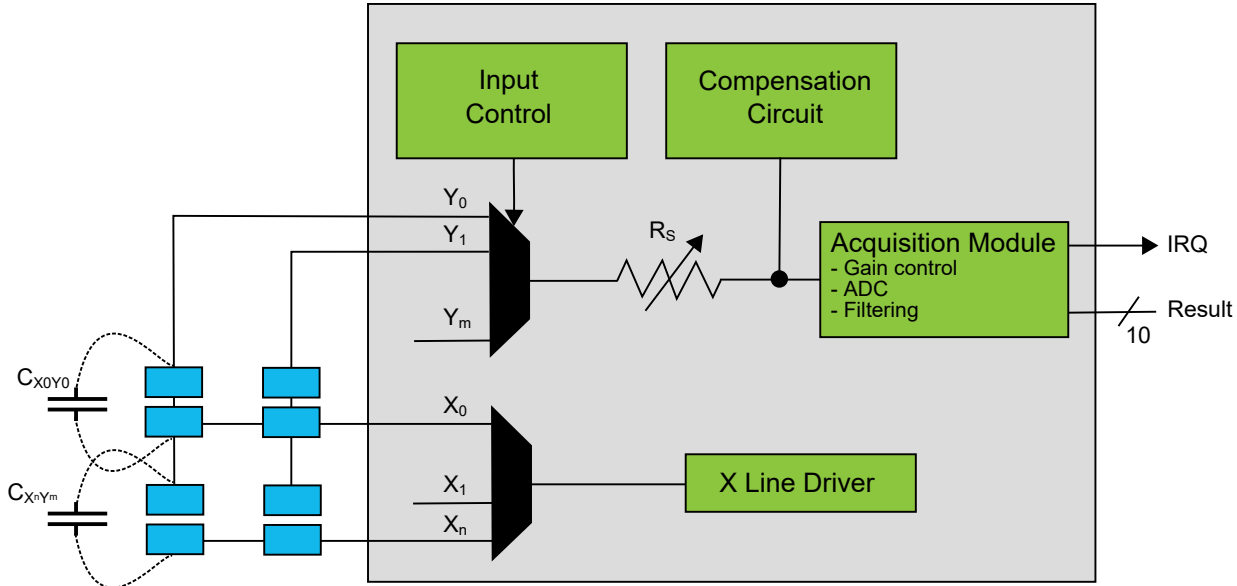 Input
Control
Compensation
Circuit
Y0
Y1
Ym
RS
Acquisition Module
- Gain control
- ADC
- Filtering
IRQ
Result
10
CX0Y0
X0
X1
Xn
X Line Driver
CXnYm